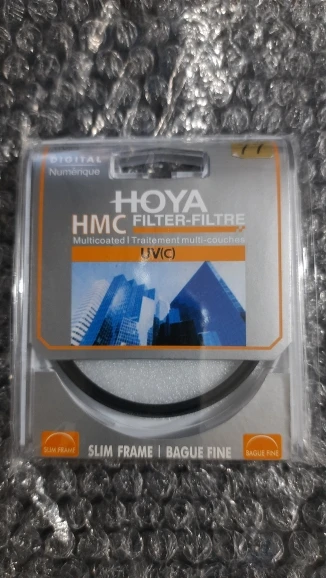 77
DIGITAL
Numérique
HOYA
HMC FILTER-FILTRE
Multicoated | Traitement multi-couches
UV(C)
SLIM FRAME
SLIM FRAME | BAGUE FINE
BAGUE FINE